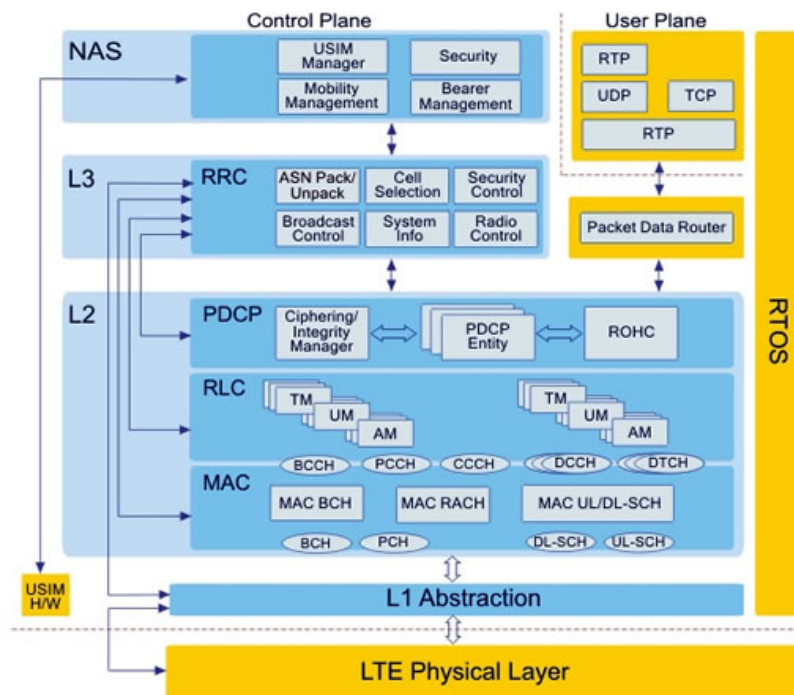 Control Plane
User Plane
NAS
USIM
Manager
Security
Mobility
Management
Bearer
Management
RTP
UDP
TCP
RTP
L3
RRC
ASN Pack/
Unpack
Cell
Selection
Security
Control
Broadcast
Control
System
Info
Radio
Control
Packet Data Router
RTOS
L2
PDCP
Ciphering/
Integrity
Manager
PDCP
Entity
ROHC
RLC
TM
UM
AM
TM
UM
AM
BCCH
PCCH
CCCH
DCCH
DTCH
MAC
MAC BCH
MAC RACH
MAC UL/DL-SCH
BCH
PCH
DL-SCH
UL-SCH
USIM
H/W
L1 Abstraction
LTE Physical Layer